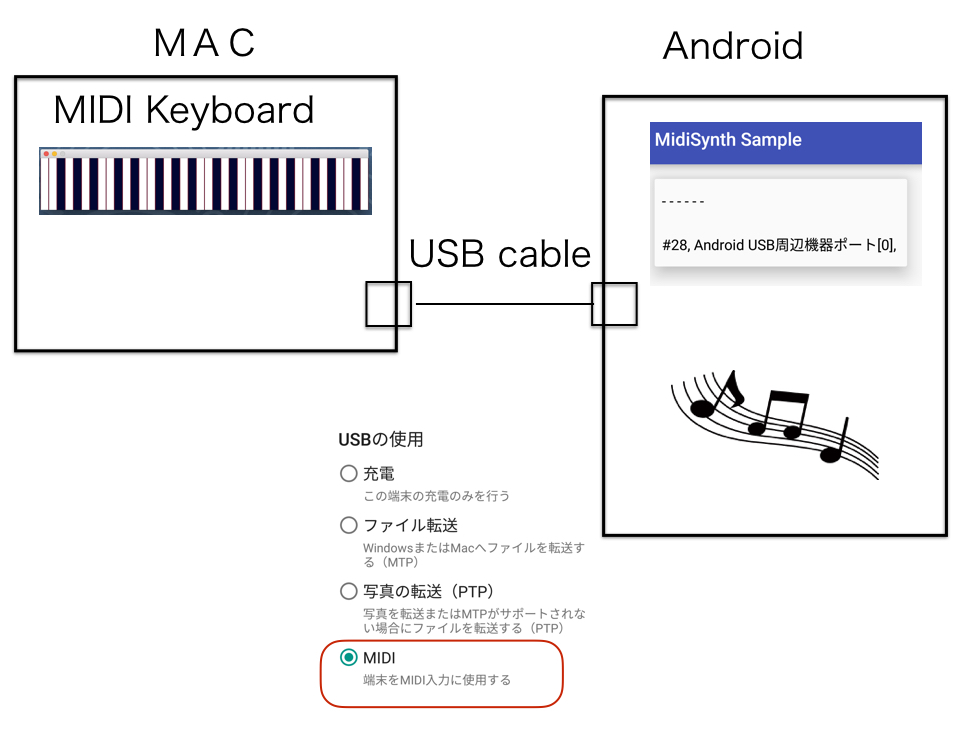 ＭＡＣ
Android
MIDI Keyboard
MidiSynth Sample
------
#28, Android USB周辺機器ポート[0],
USB cable
USBの使用
充電
この端末の充電のみを行う
ファイル転送
WindowsまたはMacへファイルを転送す
る（MTP）
写真の転送（PTP）
写真を転送またはMTPがサポートされな
い場合にファイルを転送する（PTP）
MIDI
端末をMIDI入力に使用する